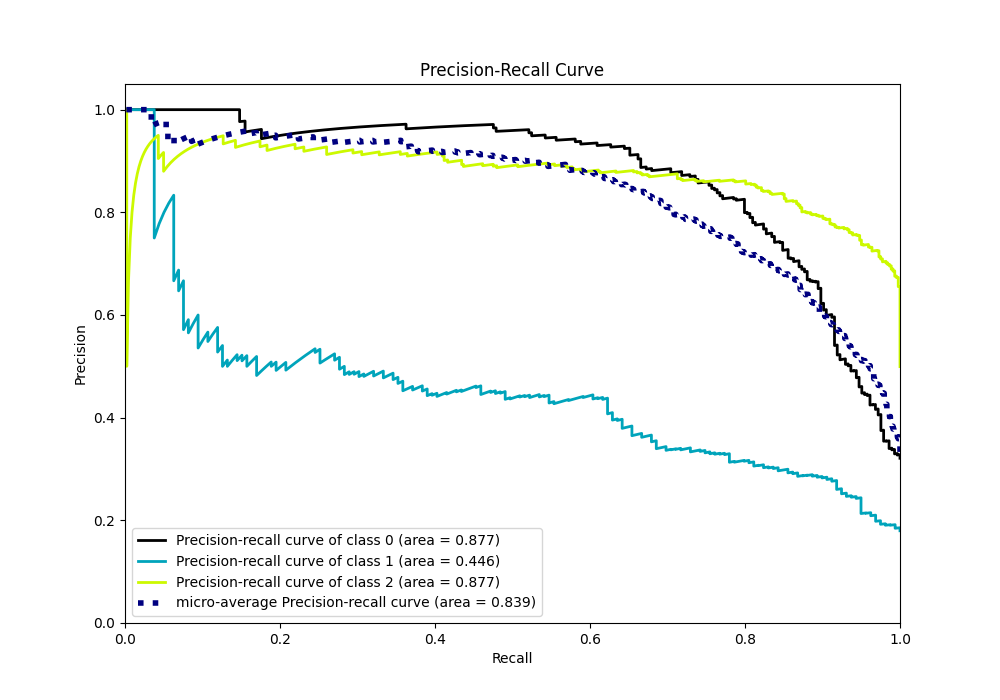 Precision-Recall Curve
1.0
0.8
0.6
0.4
0.2
0.0
Precision
Precision-recall curve of class 0 (area = 0.877)
Precision-recall curve of class 1 (area = 0.446)
Precision-recall curve of class 2 (area = 0.877)
micro-average Precision-recall curve (area = 0.839)
0.0 0.2 0.4 0.6 0.8 1.0
Recall